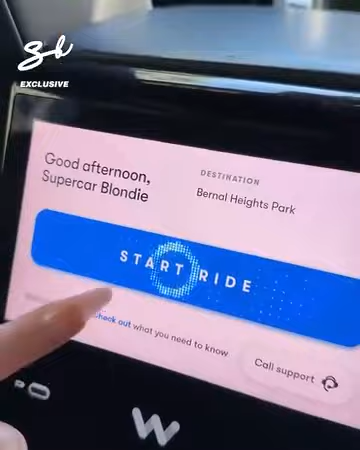 Sb
EXCLUSIVE
Good afternoon,
Supercar Blondie
DESTINATION
Bernal Heights Park
START RIDE
Check out what you need to know
Call support